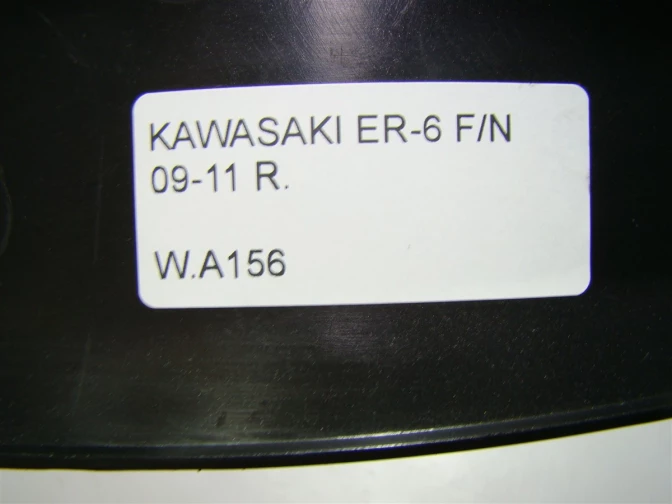 KAWASAKI ER-6 F/N
09-11 R.
W.A156